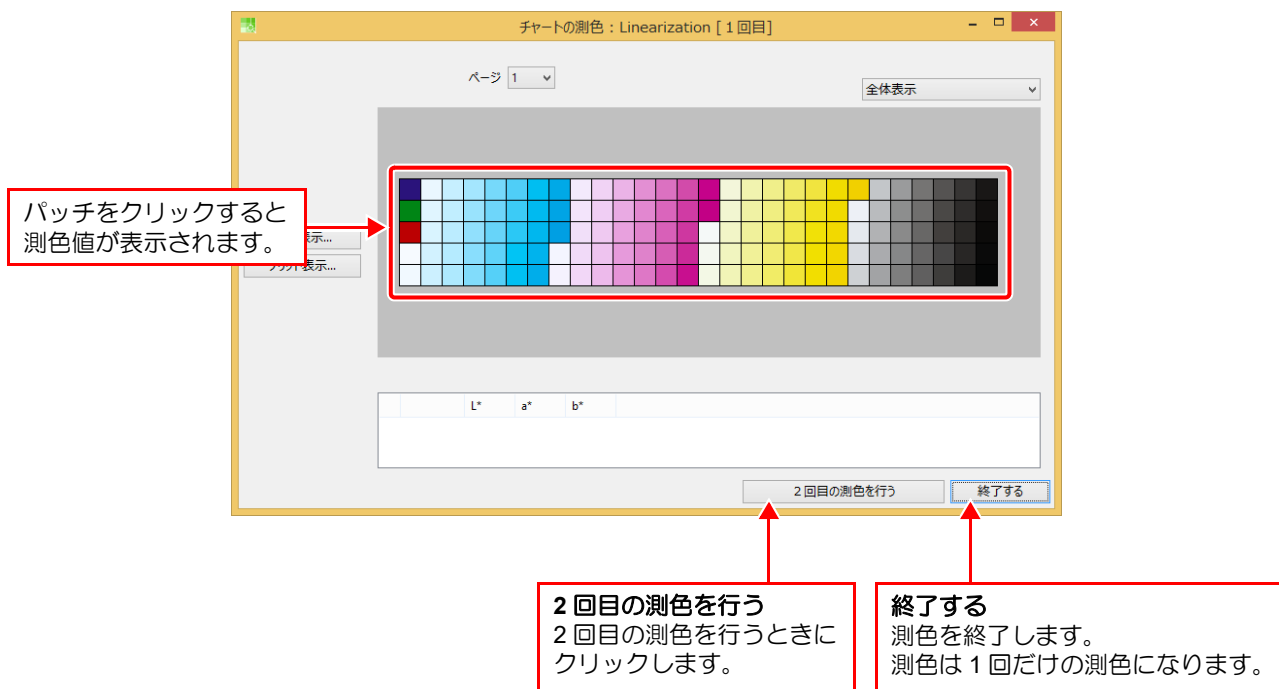 チャートの測色：Linearization [ 1 回目]
ページ 1
全体表示
パッチをクリックすると
測色値が表示されます。
表示...
表示...
L* a* b*
2 回目の測色を行う 終了する
2 回目の測色を行う
2 回目の測色を行うときに
クリックします。
終了する
測色を終了します。
測色は 1 回だけの測色になります。